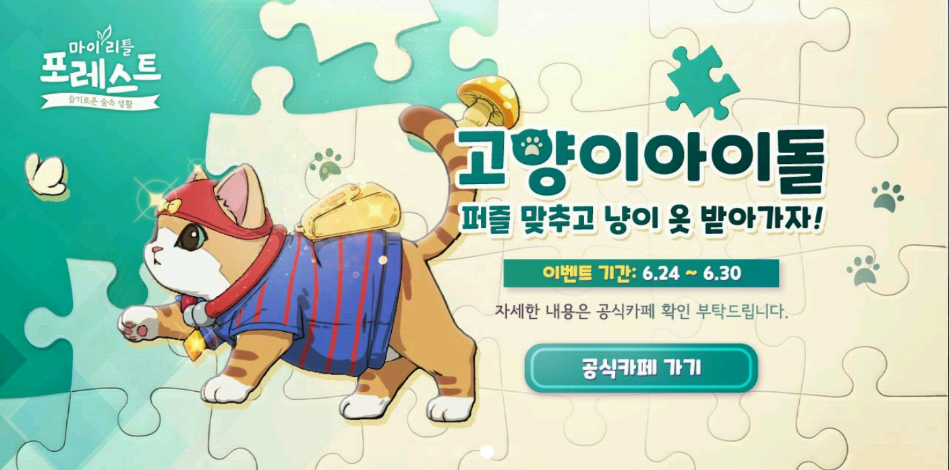 마이 리틀
포레스트
슬기로운 숲속 생활
고양이아이돌
퍼즐 맞추고 냥이 옷 받아가자!
이벤트 기간: 6.24 ~ 6.30
자세한 내용은 공식카페 확인 부탁드립니다.
공식카페 가기